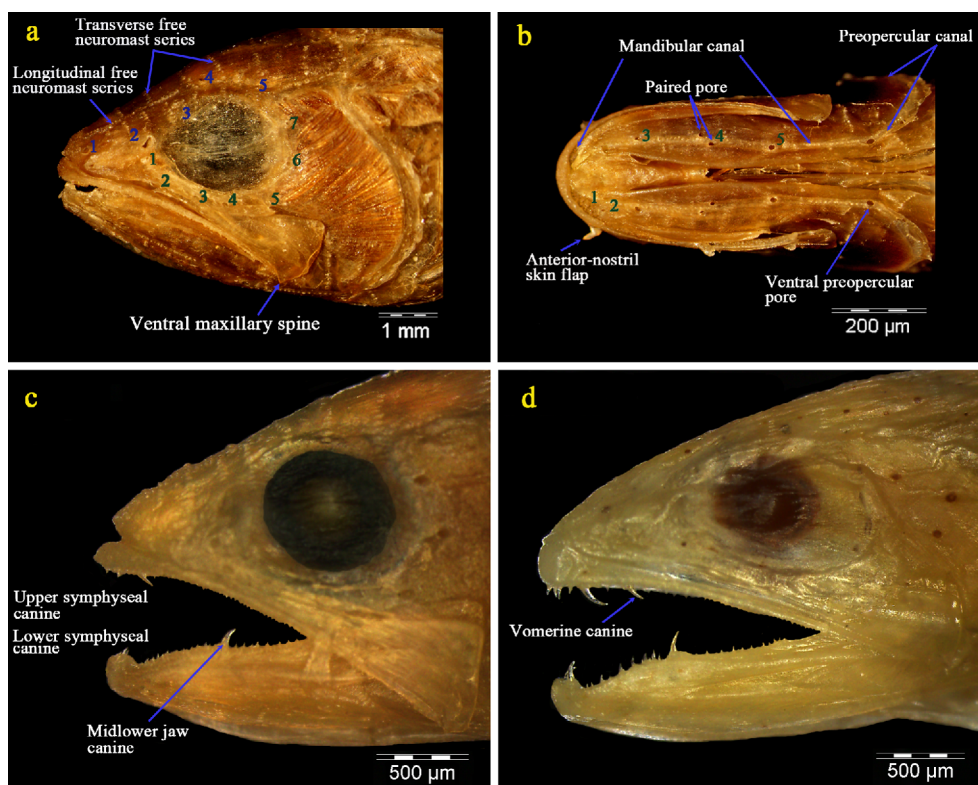 a
Transverse free
neuromast series
Longitudinal free
neuromast series
1
2
3
4
5
1
2
3
4
5
6
7
Ventral maxillary spine
1 mm
b
Mandibular canal
Preopercular canal
Paired pore
3
4
5
1
2
Anterior-nostril
skin flap
Ventral preopercular
pore
200 µm
c
Upper symphyseal
canine
Lower symphyseal
canine
Midlower jaw
canine
500 µm
d
Vomerine canine
500 µm